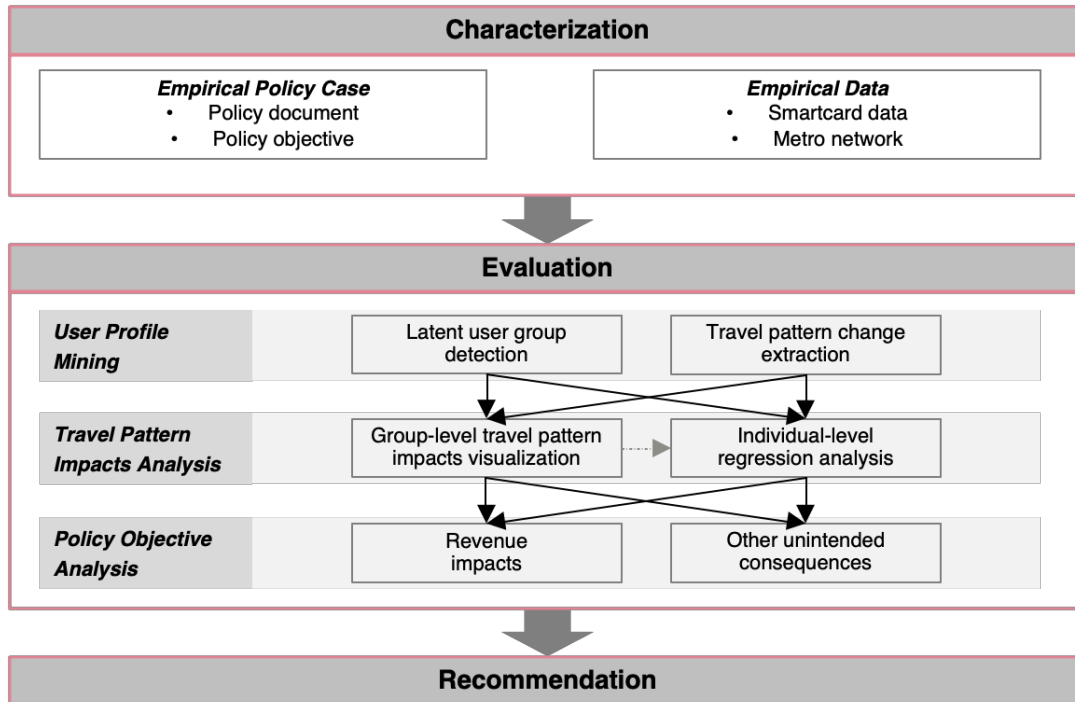 Characterization
Empirical Policy Case
• Policy document
• Policy objective
Empirical Data
• Smartcard data
• Metro network
Evaluation
User Profile
Mining
Latent user group
detection
Travel pattern change
extraction
Travel Pattern
Impacts Analysis
Group-level travel pattern
impacts visualization
Individual-level
regression analysis
Policy Objective
Analysis
Revenue
impacts
Other unintended
consequences
Recommendation